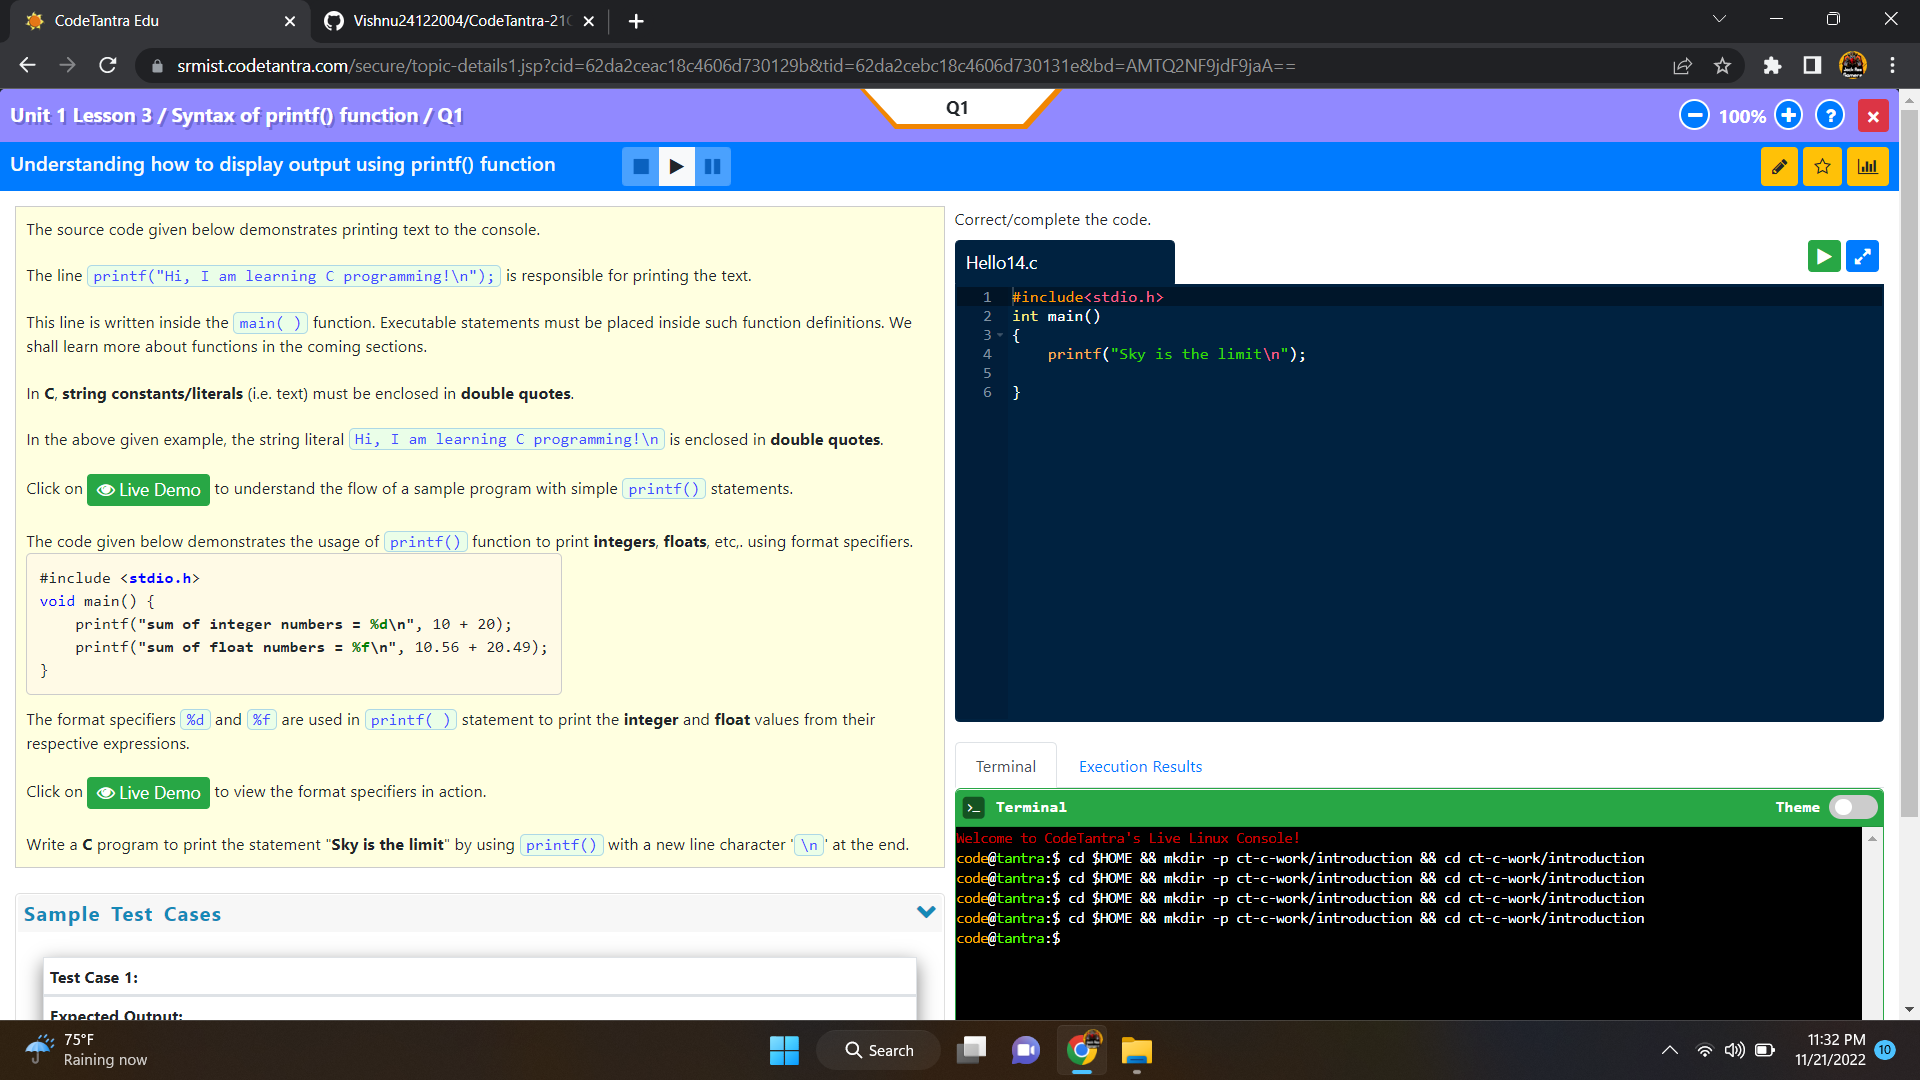 CodeTantra Edu
Vishnu24122004/CodeTantra-21
srmist.codetantra.com/secure/topic-details1.jsp?cid=62da2ceac18c4606d730129b&tid=62da2cebc18c4606d730131e&bd=AMTQ2NF9jdF9jaA==
Unit 1 Lesson 3 / Syntax of printf() function / Q1
Q1
100%
?
Understanding how to display output using printf() function
The source code given below demonstrates printing text to the console.
The line printf("Hi, I am learning C programming!\n"); is responsible for printing the text.
This line is written inside the main( ) function. Executable statements must be placed inside such function definitions. We
shall learn more about functions in the coming sections.
In C, string constants/literals (i.e. text) must be enclosed in double quotes.
In the above given example, the string literal Hi, I am learning C programming!\n is enclosed in double quotes.
Click on Live Demo to understand the flow of a sample program with simple printf() statements.
The code given below demonstrates the usage of printf() function to print integers, floats, etc,. using format specifiers.
#include <stdio.h>
void main() {
printf("sum of integer numbers = %d\n", 10 + 20);
printf("sum of float numbers = %f\n", 10.56 + 20.49);
}
The format specifiers %d and %f are used in printf( ) statement to print the integer and float values from their
respective expressions.
Click on Live Demo to view the format specifiers in action.
Write a C program to print the statement "Sky is the limit" by using printf() with a new line character '\n' at the end.
Sample Test Cases
Test Case 1:
Expected Output:
Correct/complete the code.
Hello14.c
1 #include<stdio.h>
2 int main()
3 {
4 printf("Sky is the limit\n");
5
6 }
Terminal
Execution Results
Terminal
Theme
Welcome to CodeTantra's Live Linux Console!
code@tantra:$ cd $HOME && mkdir -p ct-c-work/introduction && cd ct-c-work/introduction
code@tantra:$ cd $HOME && mkdir -p ct-c-work/introduction && cd ct-c-work/introduction
code@tantra:$ cd $HOME && mkdir -p ct-c-work/introduction && cd ct-c-work/introduction
code@tantra:$ cd $HOME && mkdir -p ct-c-work/introduction && cd ct-c-work/introduction
code@tantra:$
75°F
Raining now
Search
11:32 PM
11/21/2022
10